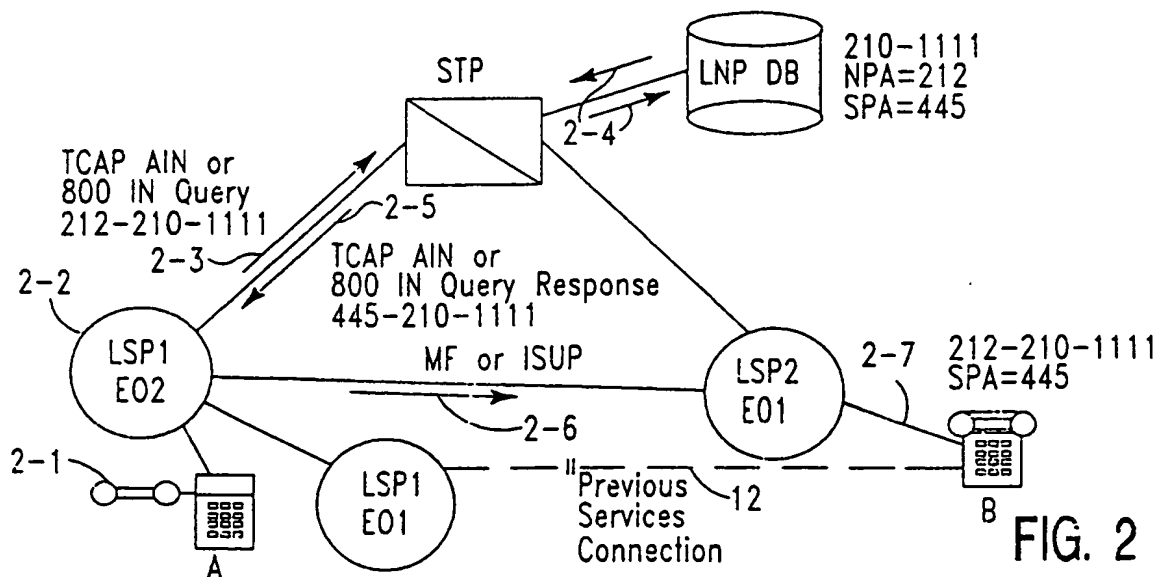 STP
LNP DB
210-1111
NPA=212
SPA=445
2-4
TCAP AIN or
800 IN Query
212-210-1111
2-3
2-5
TCAP AIN or
800 IN Query Response
445-210-1111
2-2
LSP1
EO2
MF or ISUP
2-6
LSP2
EO1
2-7
212-210-1111
SPA=445
2-1
A
LSP1
EO1
"
Previous
Services
Connection
12
B
FIG. 2